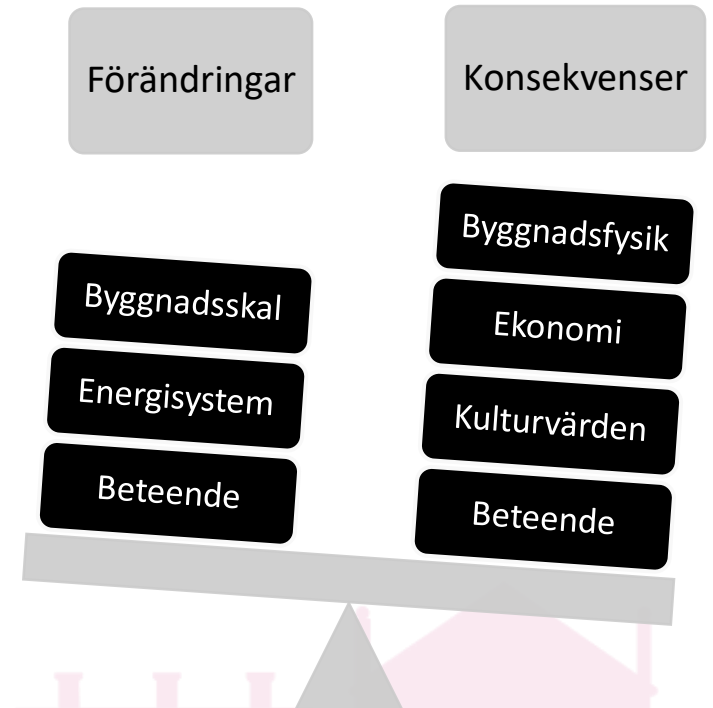 Förändringar
Konsekvenser
Byggnadsskal
Energisystem
Beteende
Byggnadsfysik
Ekonomi
Kulturvärden
Beteende